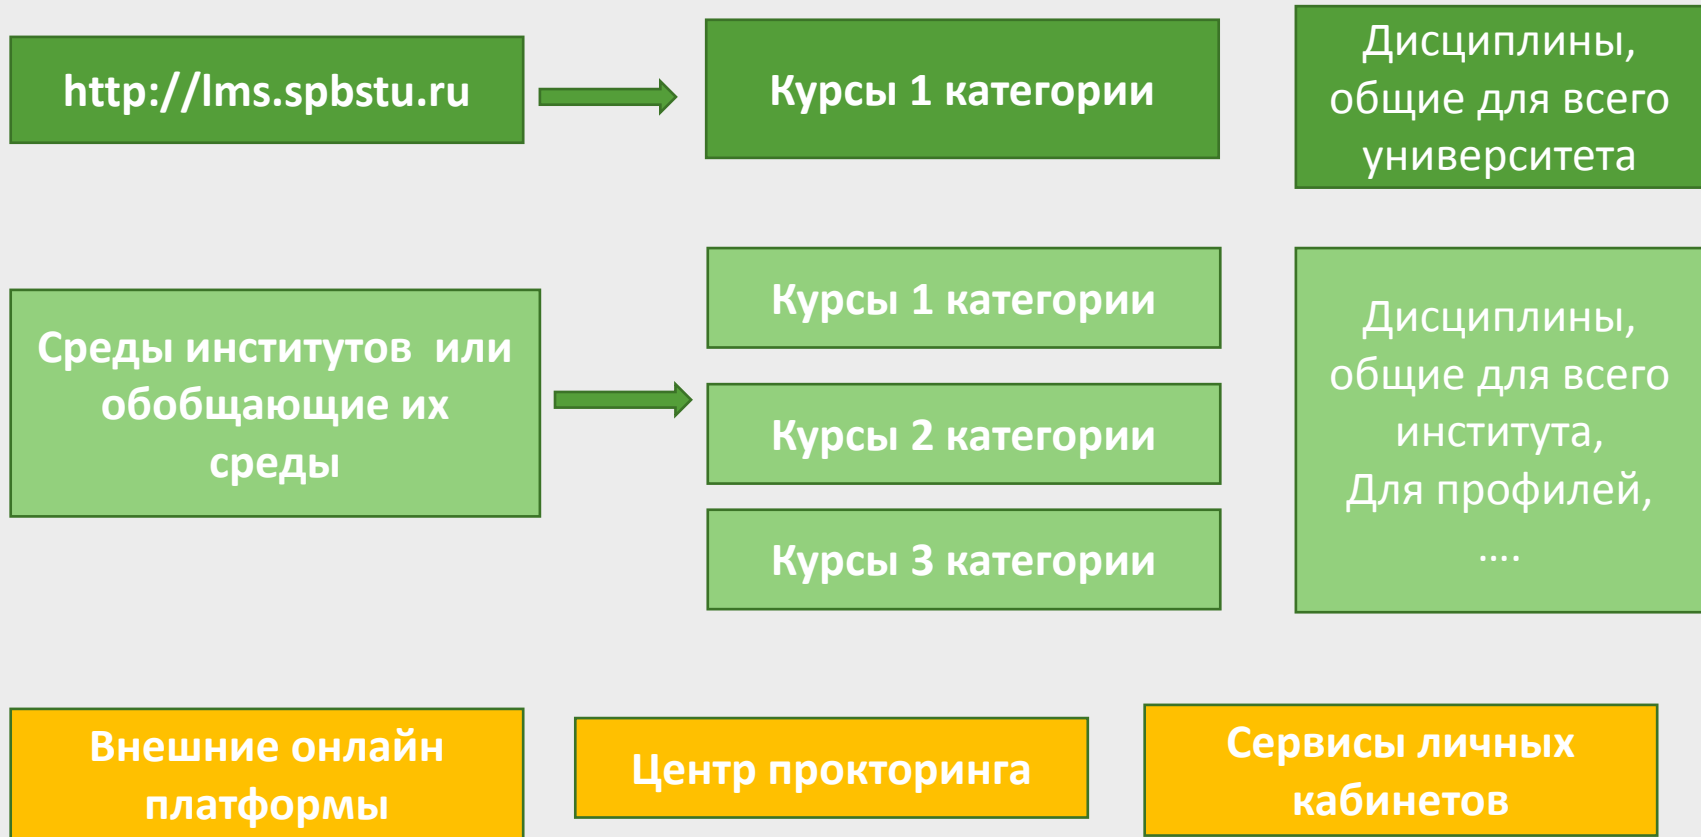 http://lms.spbstu.ru
Курсы 1 категории
Дисциплины,
общие для всего
университета
Среды институтов  или
обобщающие их
среды
Курсы 1 категории
Курсы 2 категории
Курсы 3 категории
Дисциплины,
общие для всего
института,
Для профилей,
….
Внешние онлайн
платформы
Центр прокторинга
Сервисы личных
кабинетов